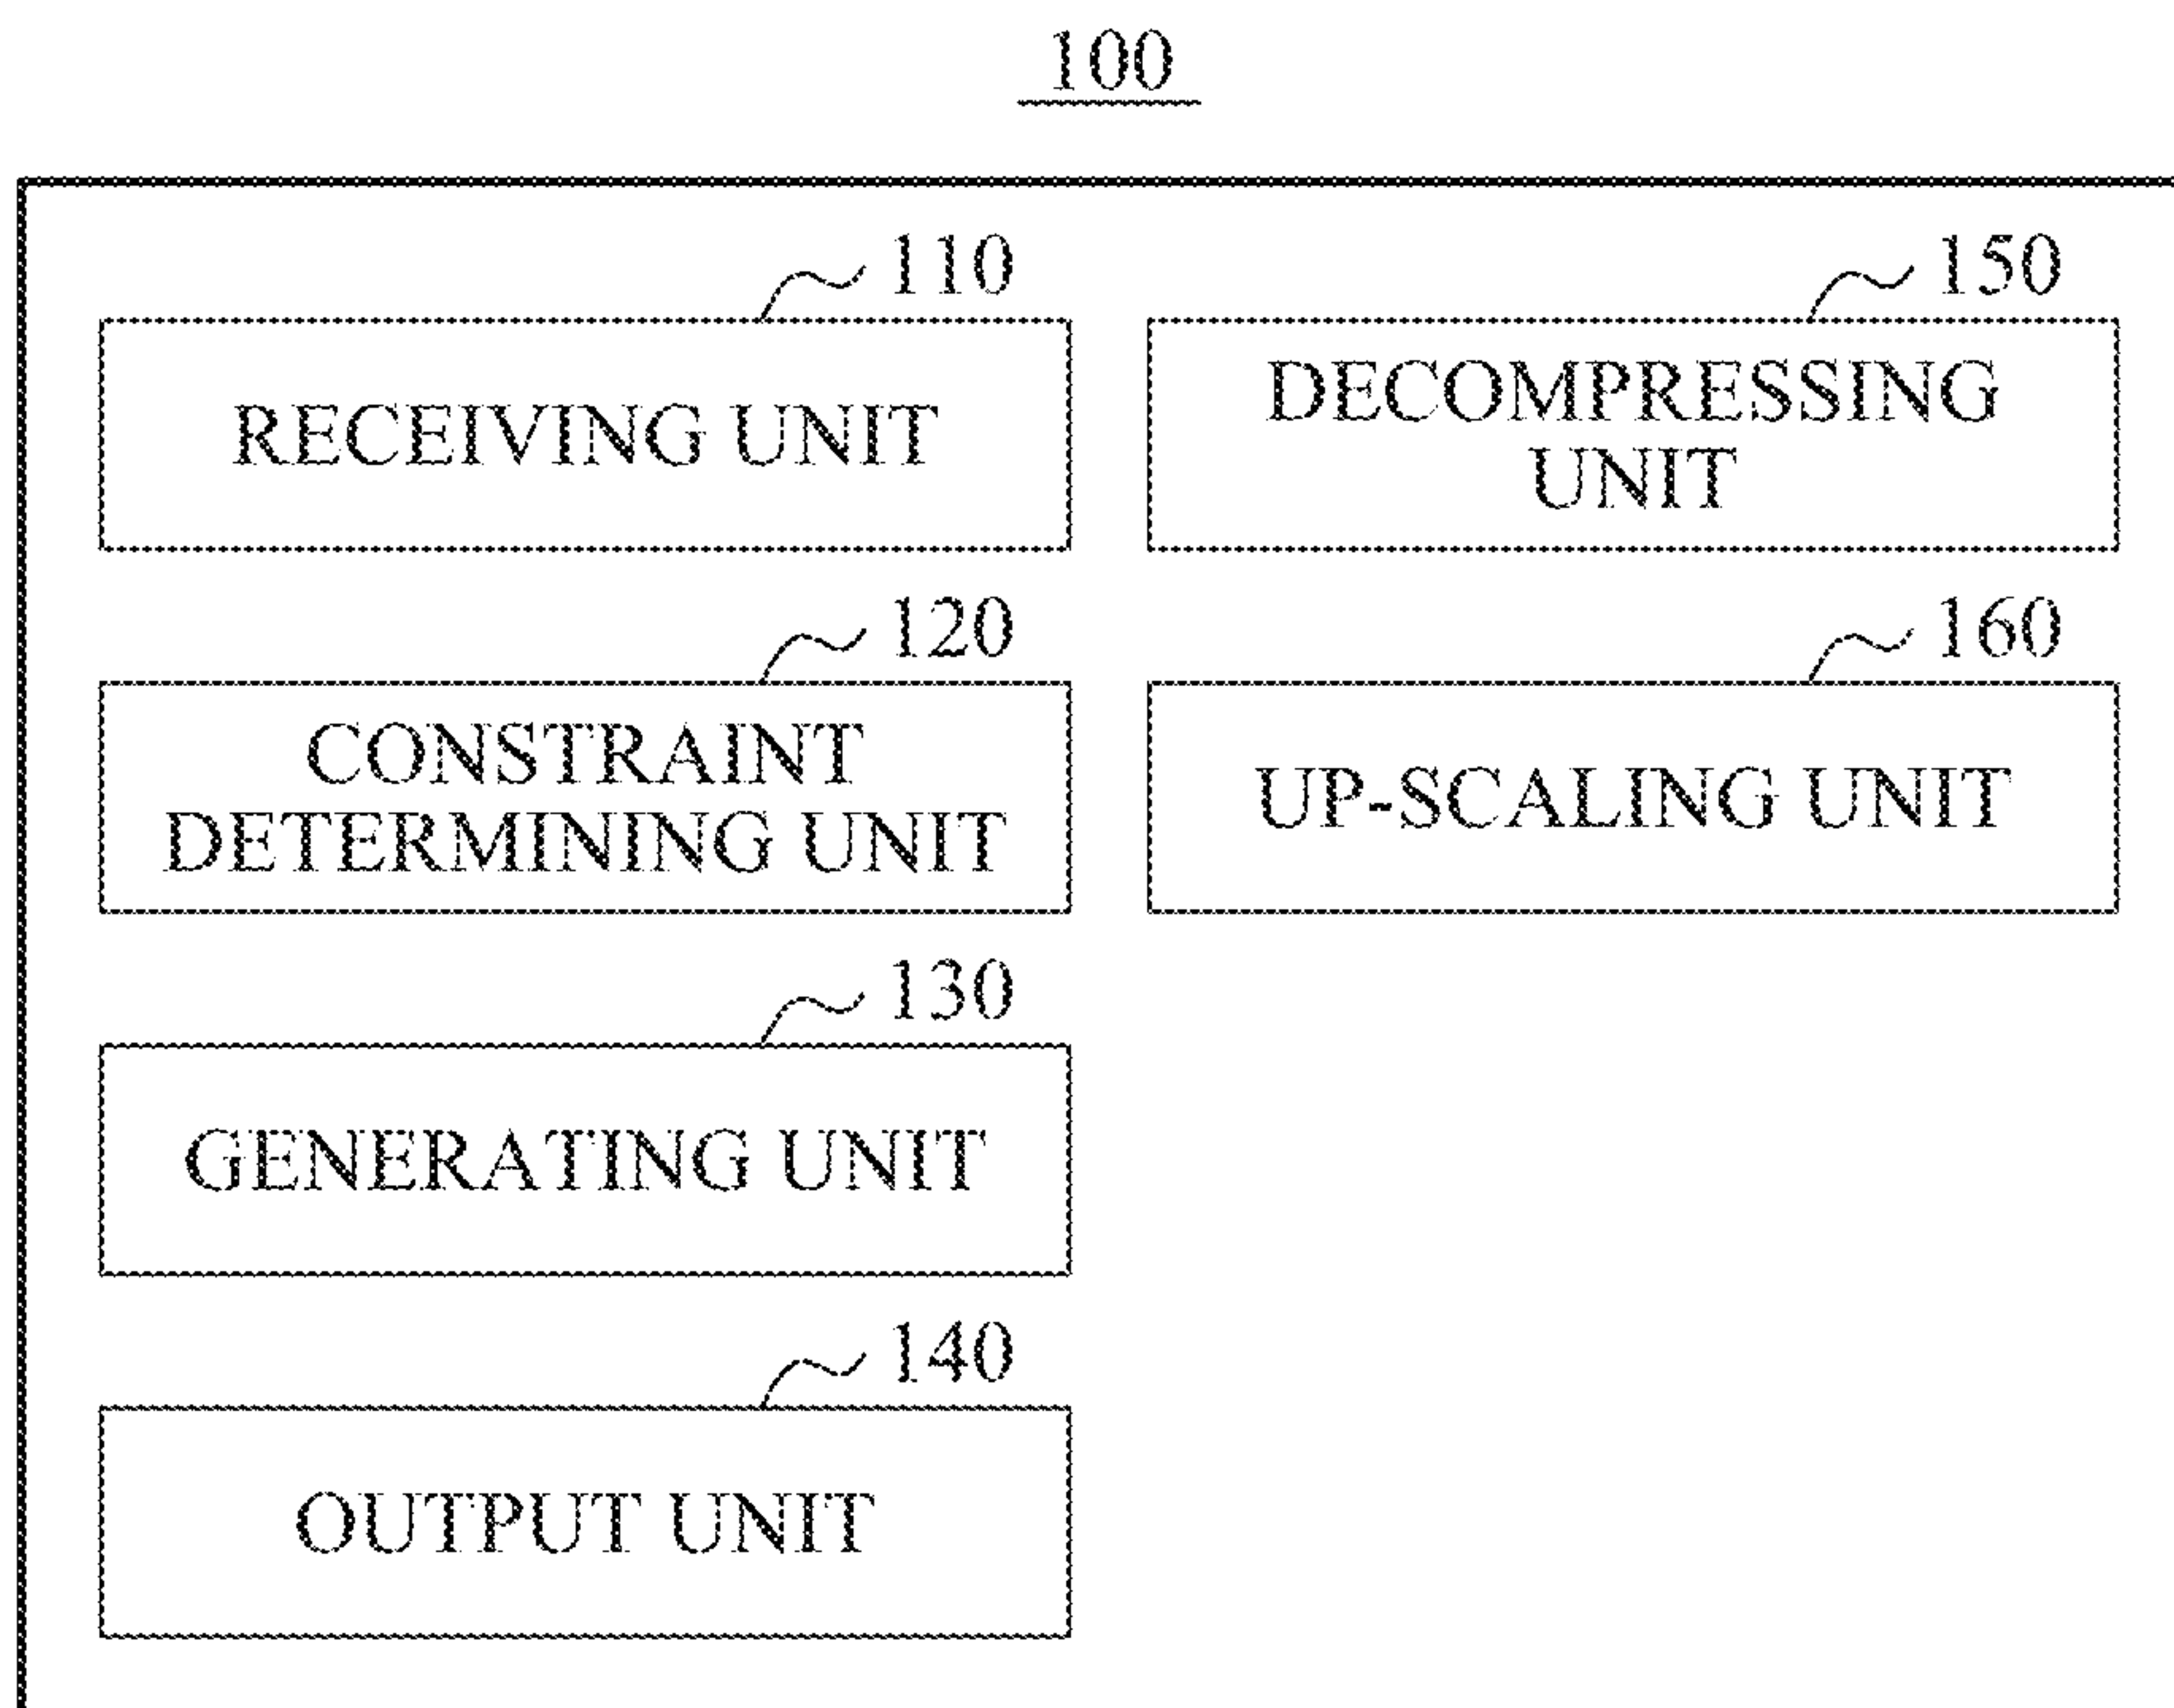 100
110
RECEIVING UNIT
120
CONSTRAINT
DETERMINING UNIT
130
GENERATING UNIT
140
OUTPUT UNIT
150
DECOMPRESSING
UNIT
160
UP-SCALING UNIT